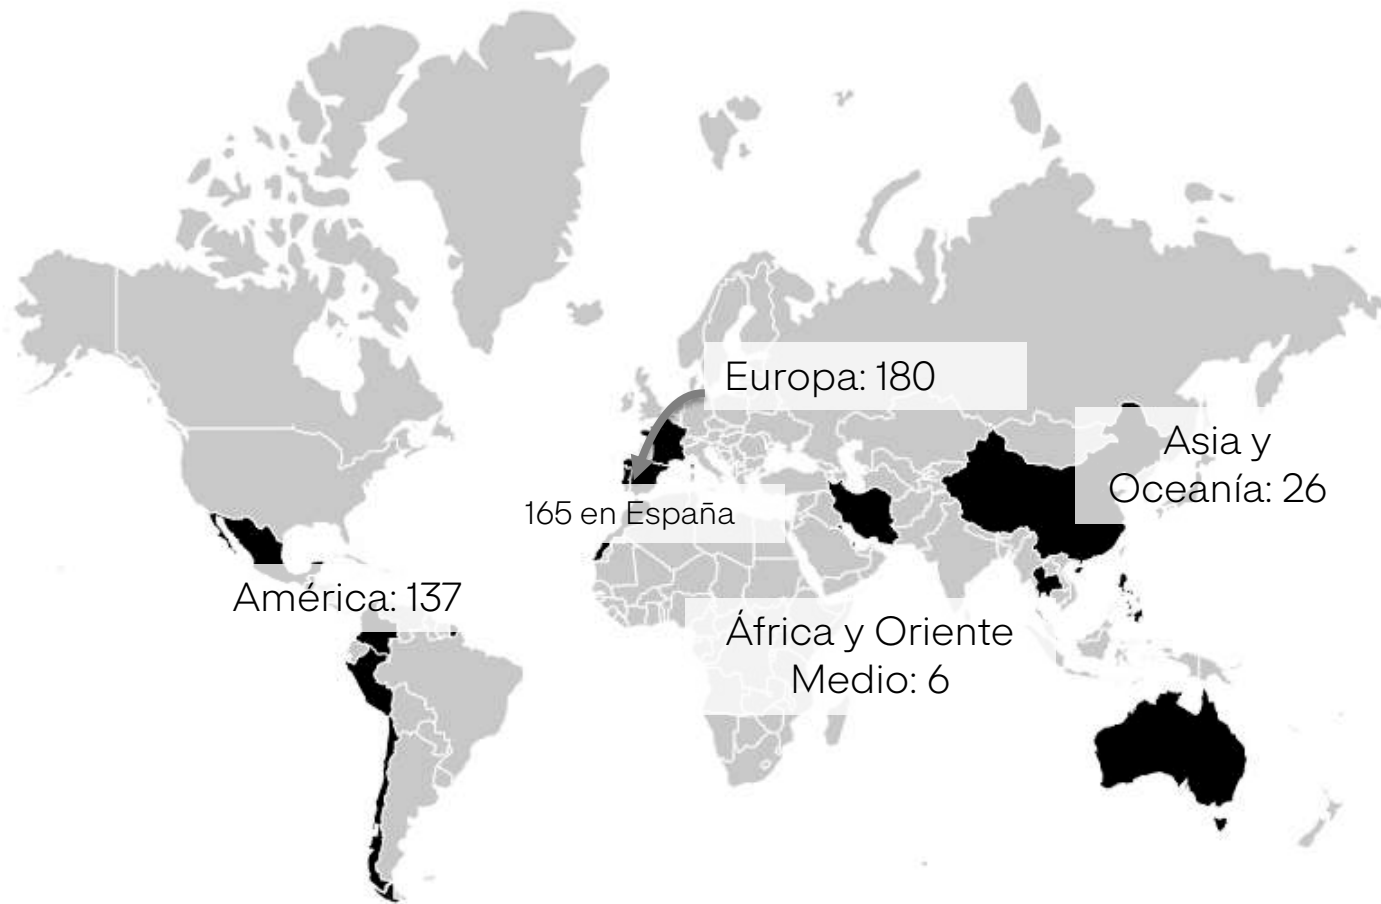 Europa: 180
Asia y
Oceanía: 26
165 en España
América: 137
África y Oriente
Medio: 6